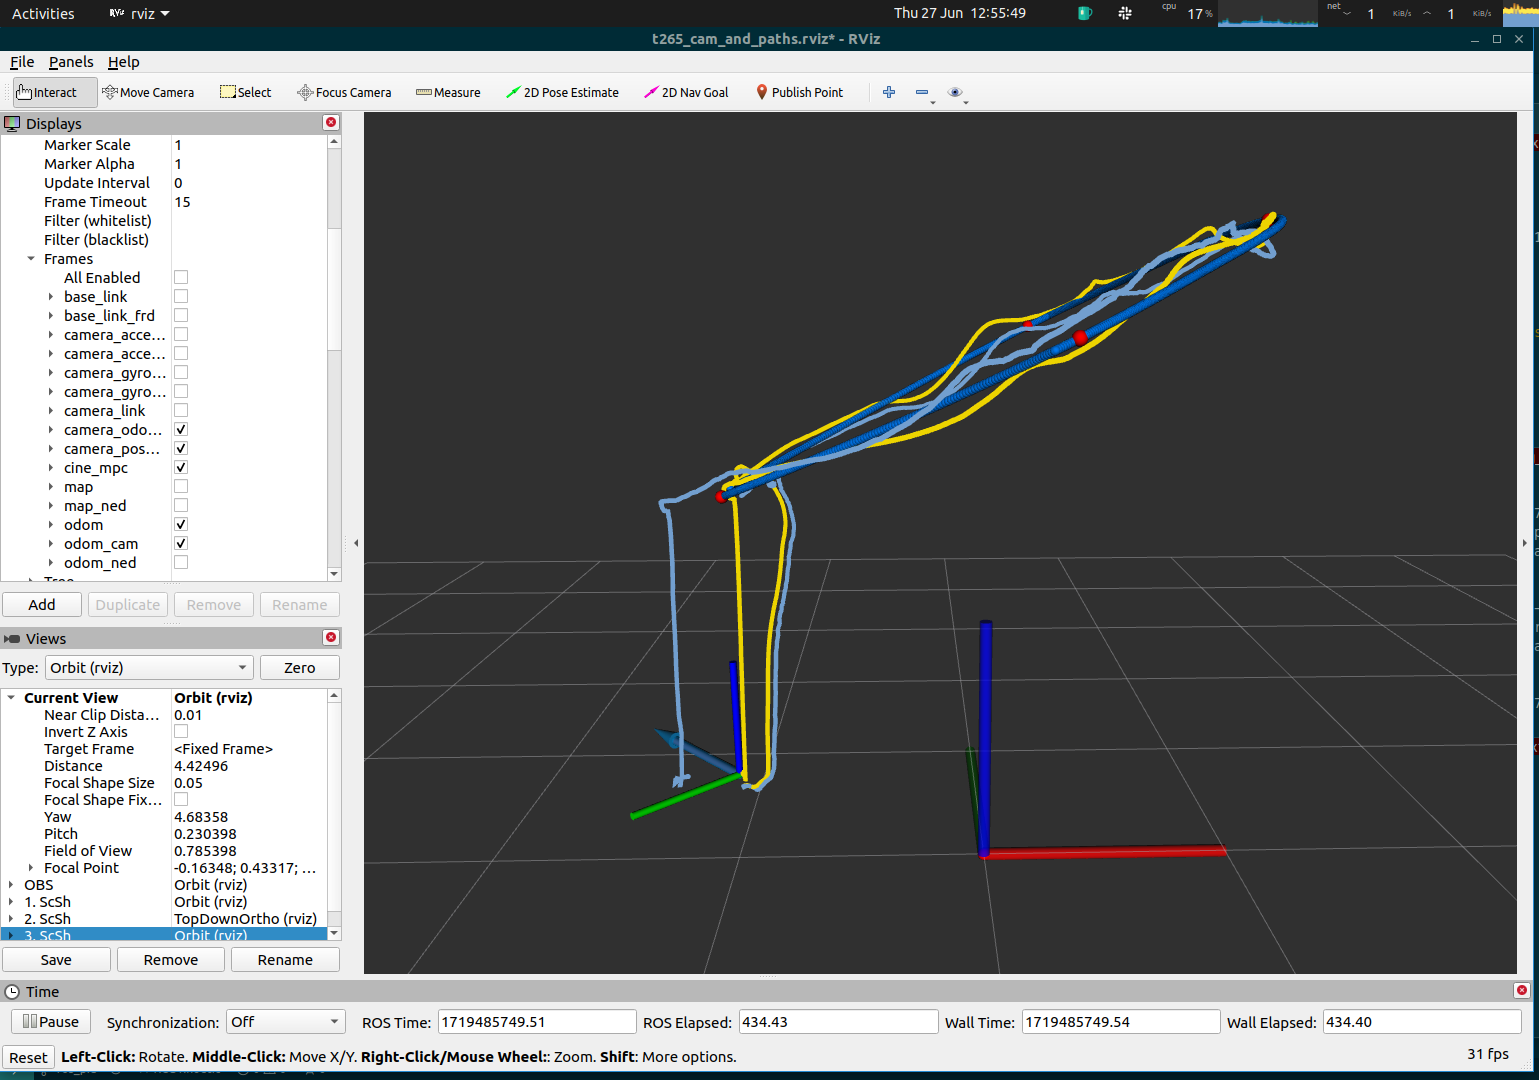 Activities RViz rviz Thu 27 Jun 12:55:49 cpu 17% net 1 KiB/s 1 KiB/s
t265_cam_and_paths.rviz* - RViz
File Panels Help
Interact Move Camera Select Focus Camera Measure 2D Pose Estimate 2D Nav Goal Publish Point
Displays
Marker Scale 1
Marker Alpha 1
Update Interval 0
Frame Timeout 15
Filter (whitelist)
Filter (blacklist)
Frames
All Enabled
base_link
base_link_frd
camera_acce...
camera_acce...
camera_gyro...
camera_gyro...
camera_link
camera_odo...
camera_pos...
cine_mpc
map
map_ned
odom
odom_cam
odom_ned
Tree
Add Duplicate Remove Rename
Views
Type: Orbit (rviz) Zero
Current View Orbit (rviz)
Near Clip Dista... 0.01
Invert Z Axis
Target Frame <Fixed Frame>
Distance 4.42496
Focal Shape Size 0.05
Focal Shape Fix...
Yaw 4.68358
Pitch 0.230398
Field of View 0.785398
Focal Point -0.16348; 0.43317; ...
OBS Orbit (rviz)
1. ScSh Orbit (rviz)
2. ScSh TopDownOrtho (rviz)
3. ScSh Orbit (rviz)
Save Remove Rename
Time
Pause Synchronization: Off ROS Time: 1719485749.51 ROS Elapsed: 434.43 Wall Time: 1719485749.54 Wall Elapsed: 434.40
Reset Left-Click: Rotate. Middle-Click: Move X/Y. Right-Click/Mouse Wheel:: Zoom. Shift: More options. 31 fps